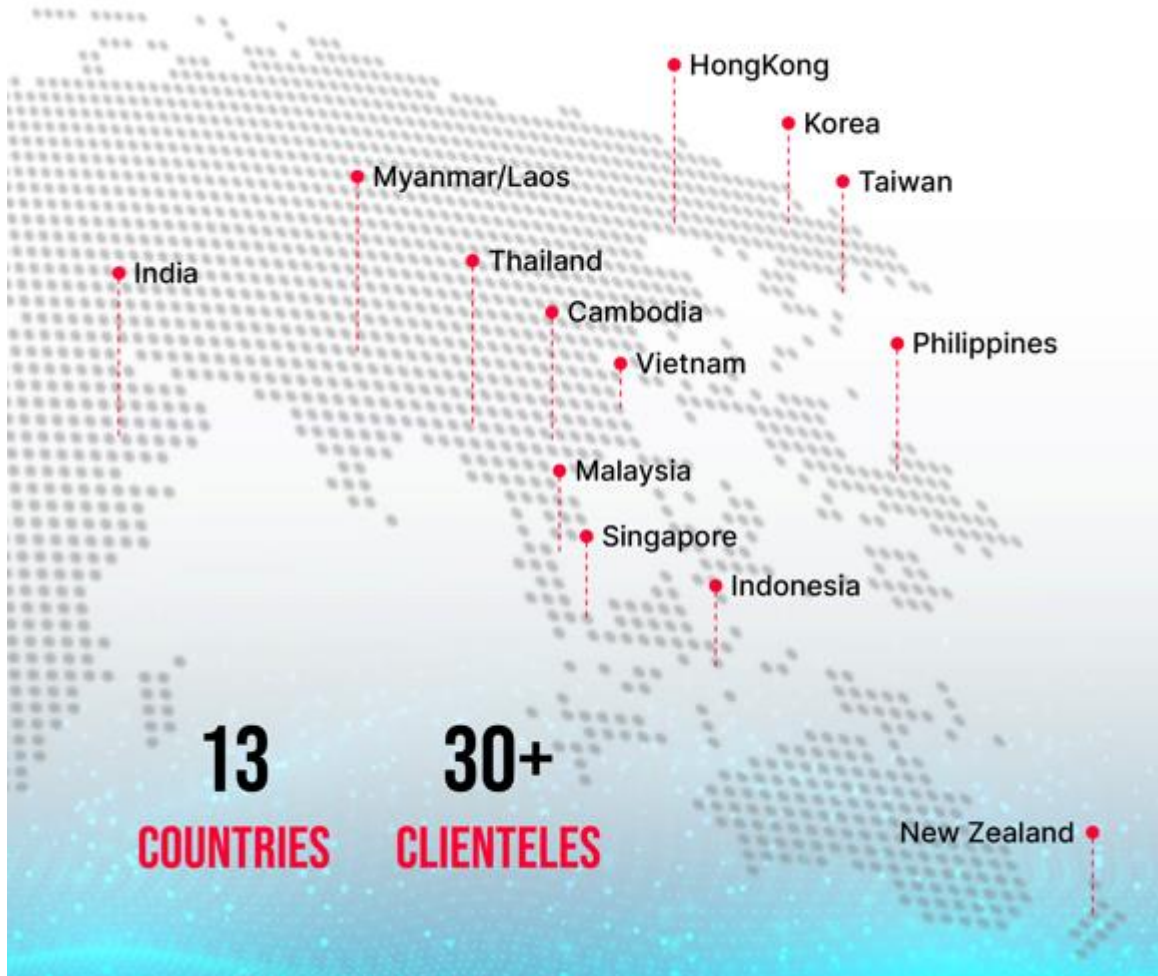 HongKong
Korea
Myanmar/Laos
Taiwan
Thailand
India
Cambodia
Philippines
Vietnam
Malaysia
Singapore
Indonesia
13
COUNTRIES
30+
CLIENTELES
New Zealand